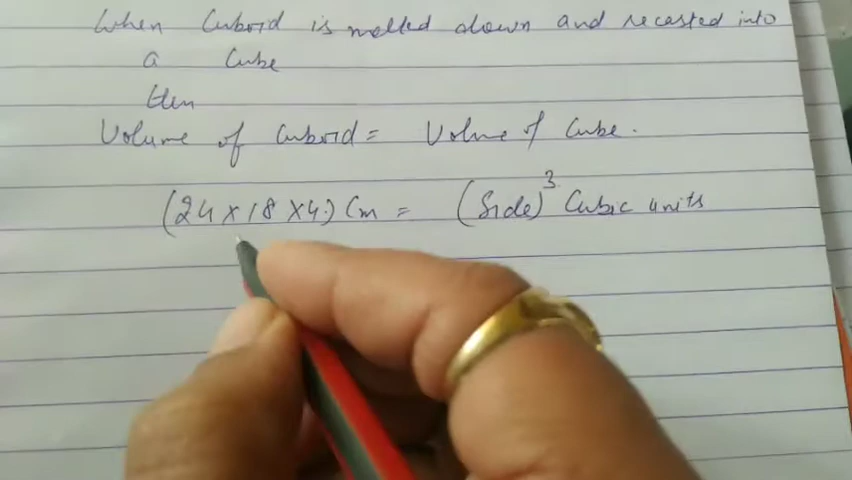 When Cuboid is melted down and recasted into
a Cube
then
Volume of Cuboid = Volme of Cube.
(24 x 18 x 4) Cm = (Side)³ Cubic units